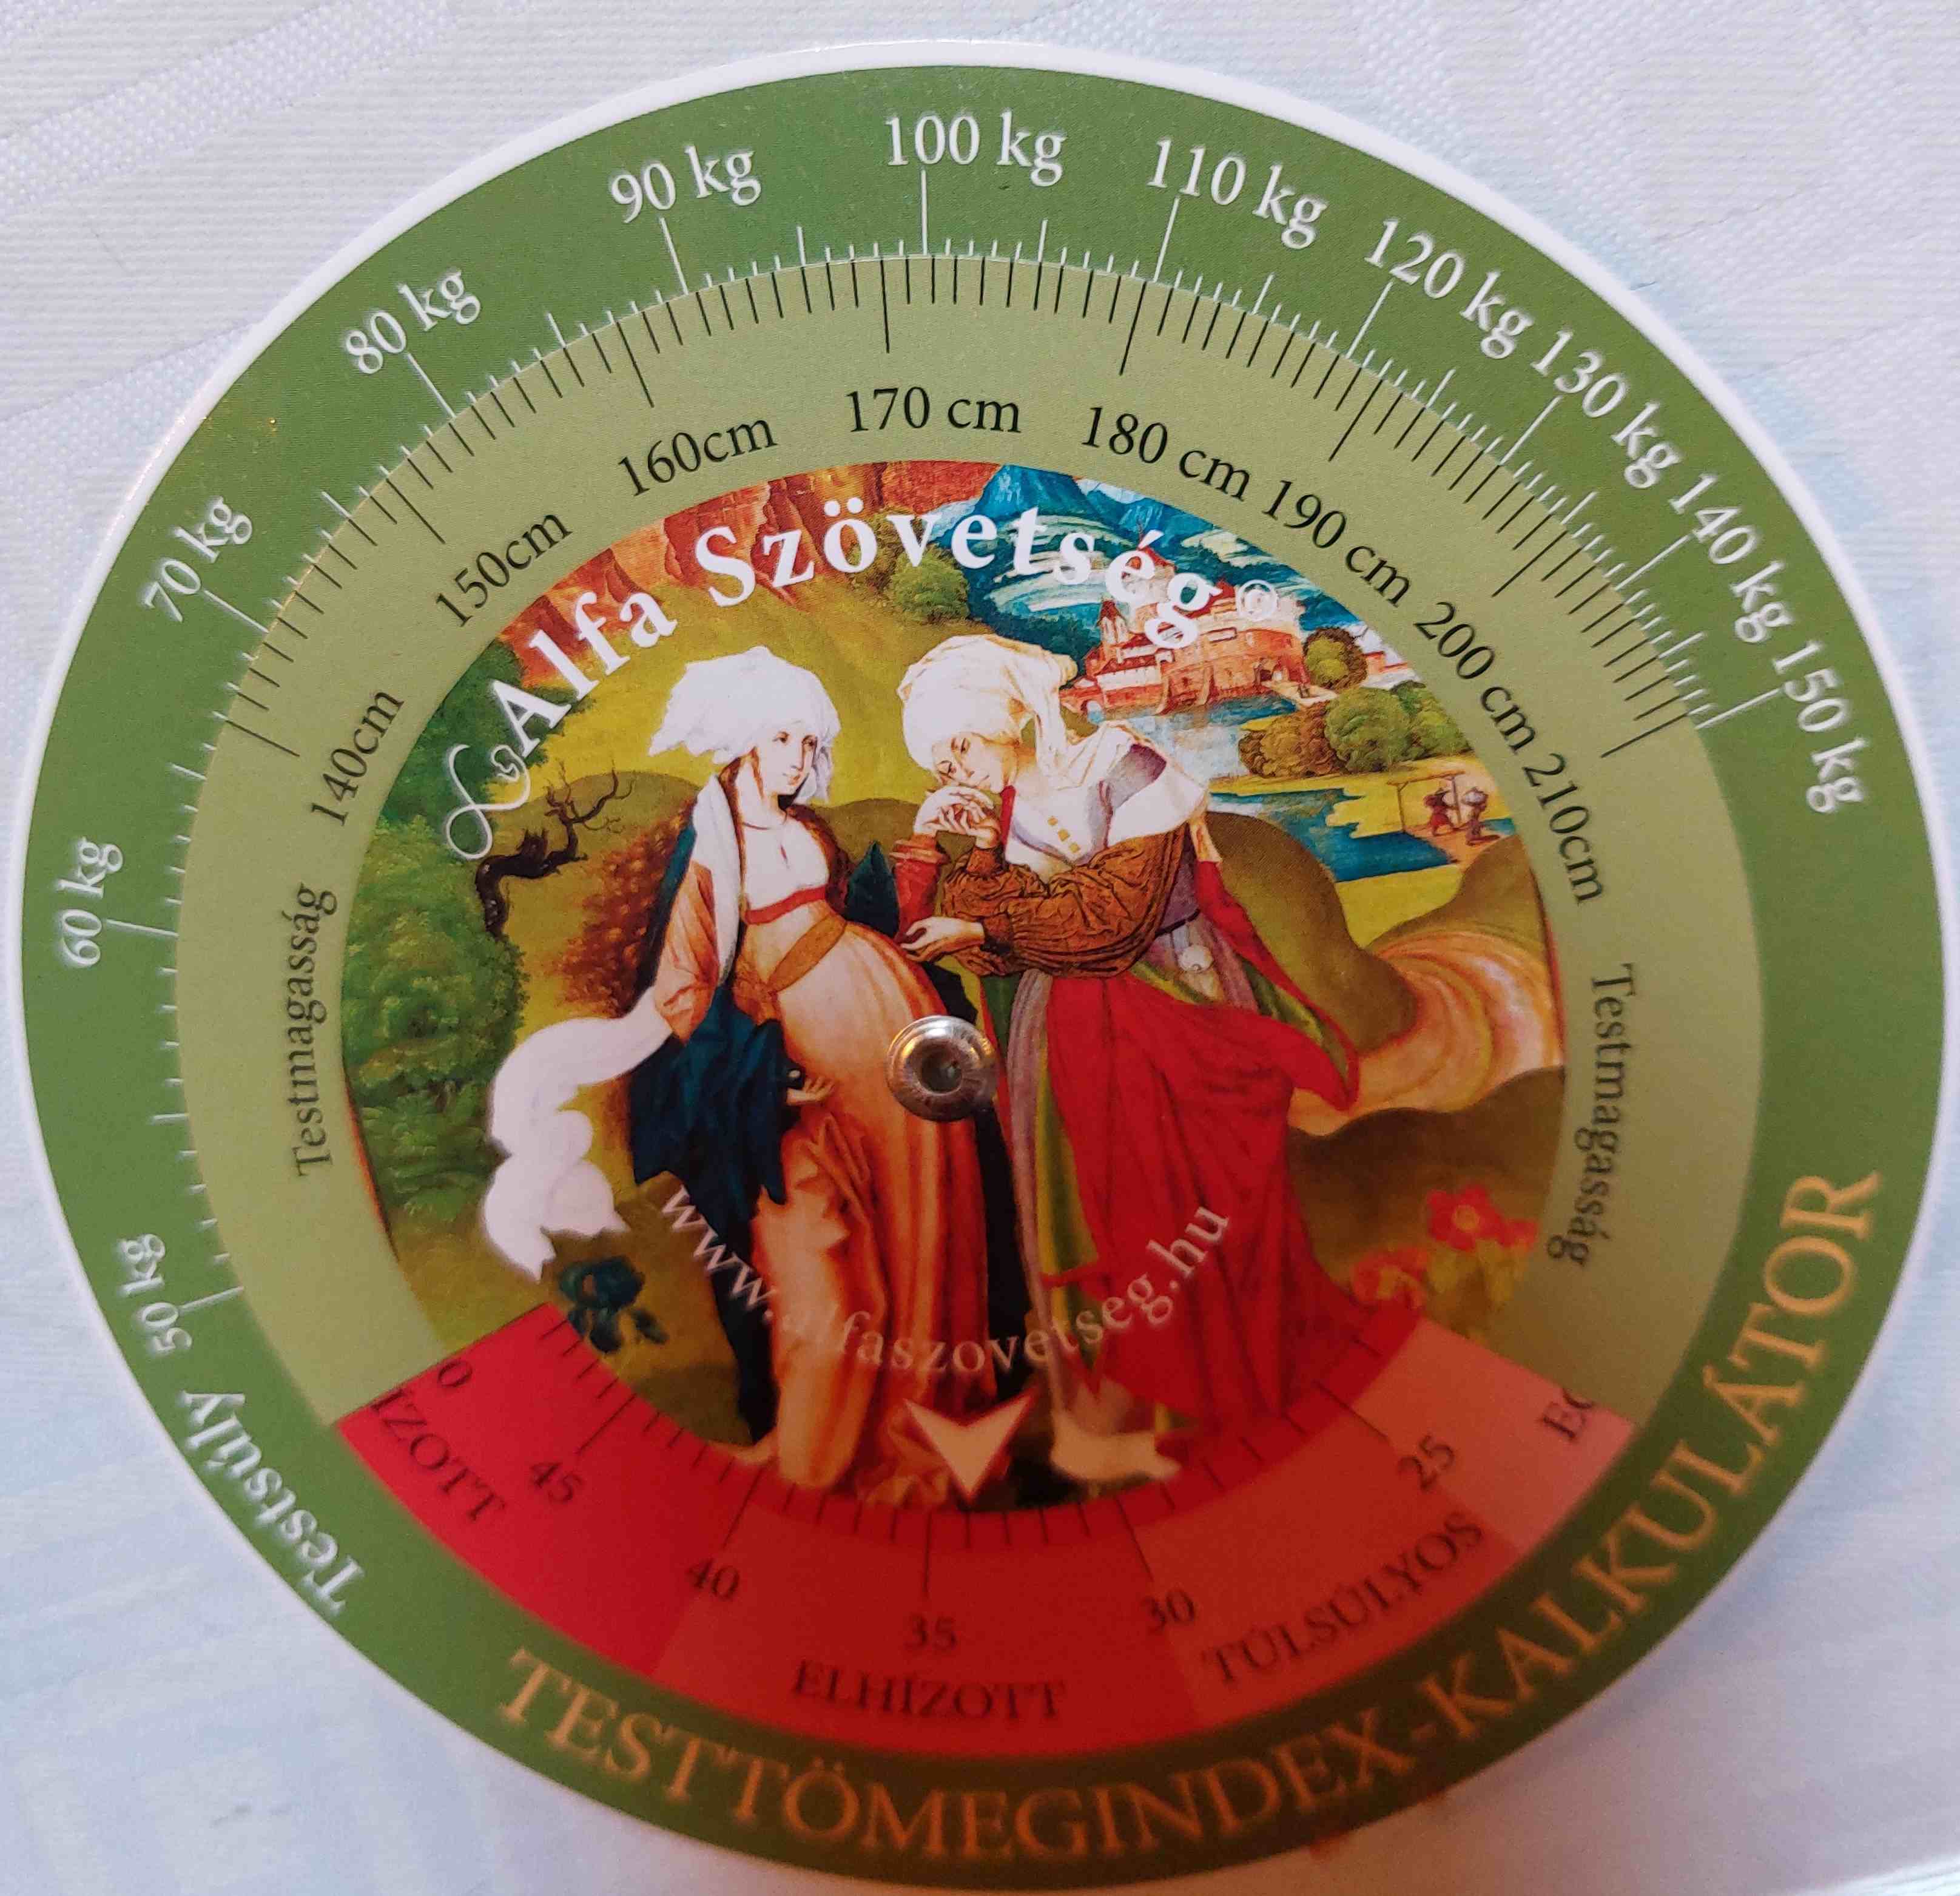 50 kg
60 kg
70 kg
80 kg
90 kg
100 kg
110 kg
120 kg
130 kg
140 kg
150 kg
Testsúly
140cm
150cm
160cm
170 cm
180 cm
190 cm
200 cm
210cm
Testmagasság
Testmagasság
Alfa Szövetség®
www.alfaszovetseg.hu
0
45
40
35
30
25
ÍZOTT
ELHÍZOTT
TÚLSÚLYOS
TESTTÖMEGINDEX-KALKULÁTOR